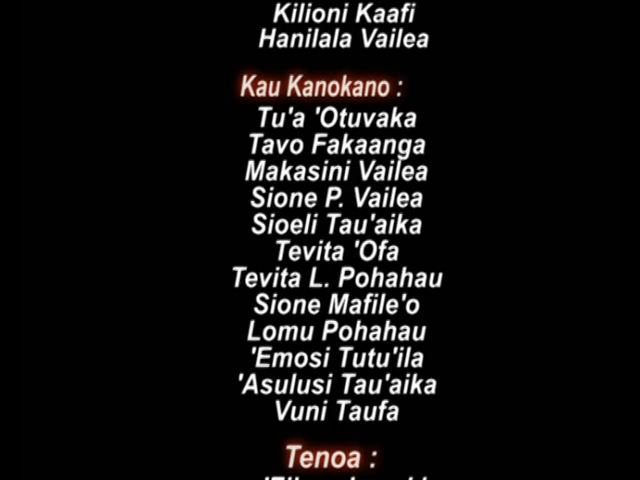 Kilioni Kaafi
Hanilala Vailea
Kau Kanokano :
Tu'a 'Otuvaka
Tavo Fakaanga
Makasini Vailea
Sione P. Vailea
Sioeli Tau'aika
Tevita 'Ofa
Tevita L. Pohahau
Sione Mafile'o
Lomu Pohahau
'Emosi Tutu'ila
'Asulusi Tau'aika
Vuni Taufa
Tenoa :